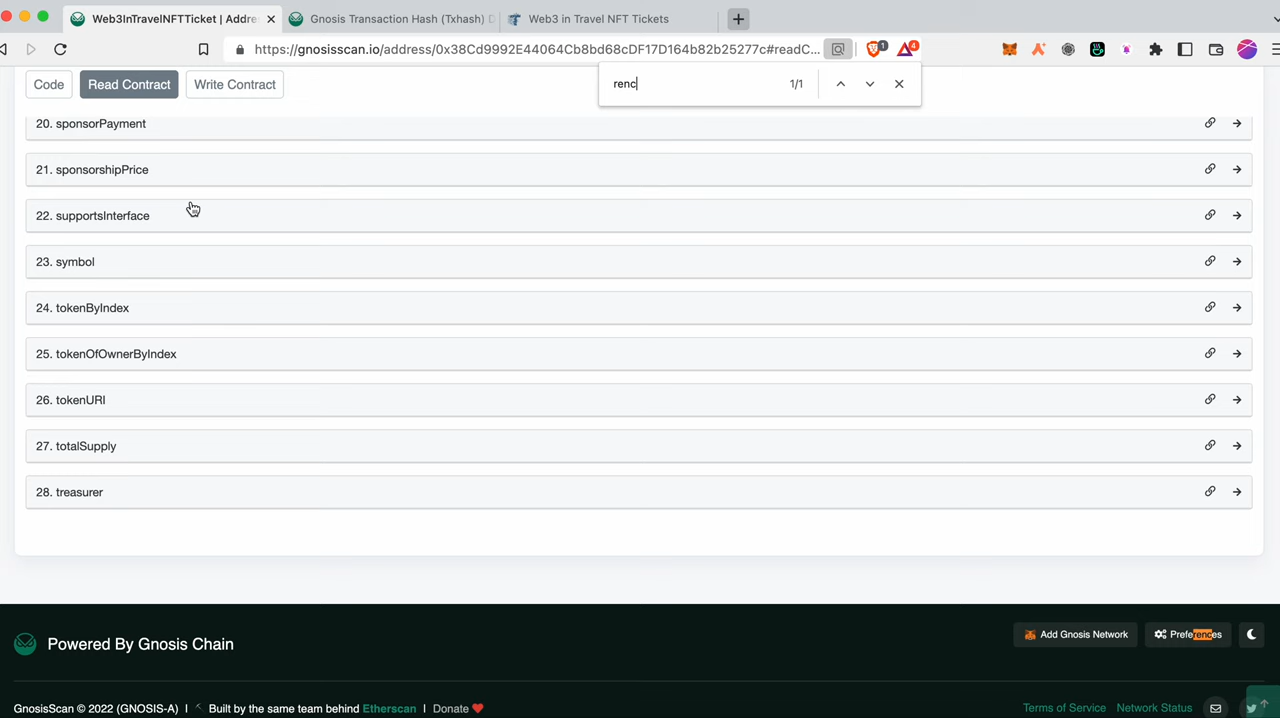 Web3InTravelNFTTicket | Addre
Gnosis Transaction Hash (Txhash) D
Web3 in Travel NFT Tickets
https://gnosisscan.io/address/0x38Cd9992E44064Cb8bd68cDF17D164b82b25277c#readC...
1
4
Code
Read Contract
Write Contract
renc
1/1
20. sponsorPayment
21. sponsorshipPrice
22. supportsInterface
23. symbol
24. tokenByIndex
25. tokenOfOwnerByIndex
26. tokenURI
27. totalSupply
28. treasurer
Powered By Gnosis Chain
Add Gnosis Network
Preferences
GnosisScan © 2022 (GNOSIS-A) | Built by the same team behind Etherscan | Donate
Terms of Service
Network Status